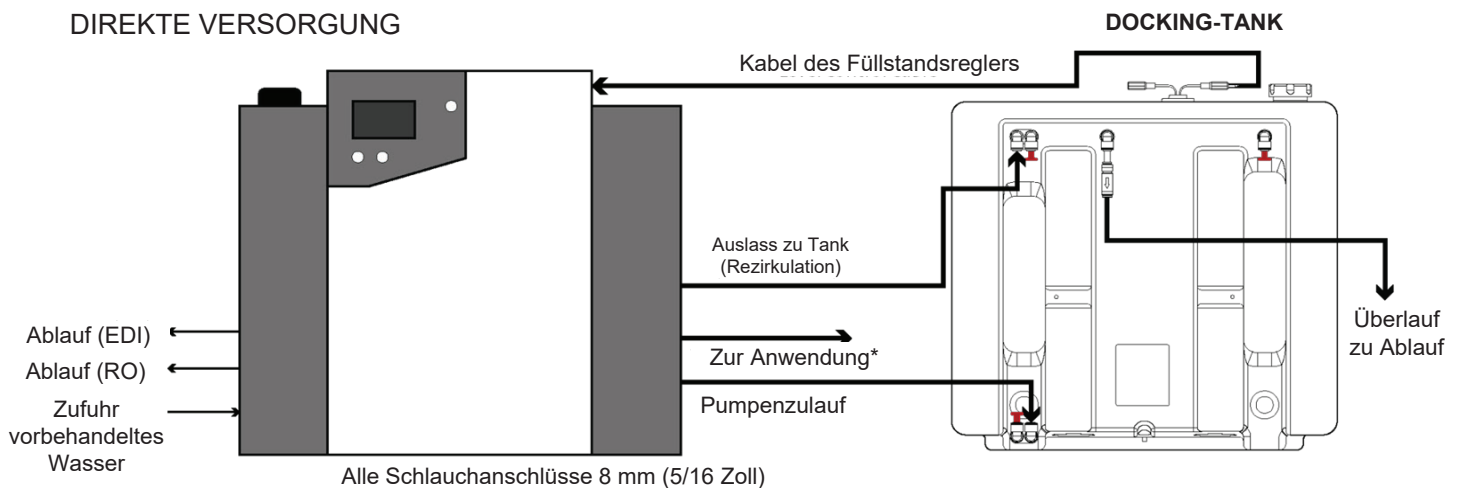 DIREKTE VERSORGUNG
DOCKING-TANK
Kabel des Füllstandsreglers
Auslass zu Tank
(Rezirkulation)
Ablauf (EDI)
Ablauf (RO)
Zufuhr
vorbehandeltes
Wasser
Zur Anwendung*
Pumpenzulauf
Überlauf
zu Ablauf
Alle Schlauchanschlüsse 8 mm (5/16 Zoll)